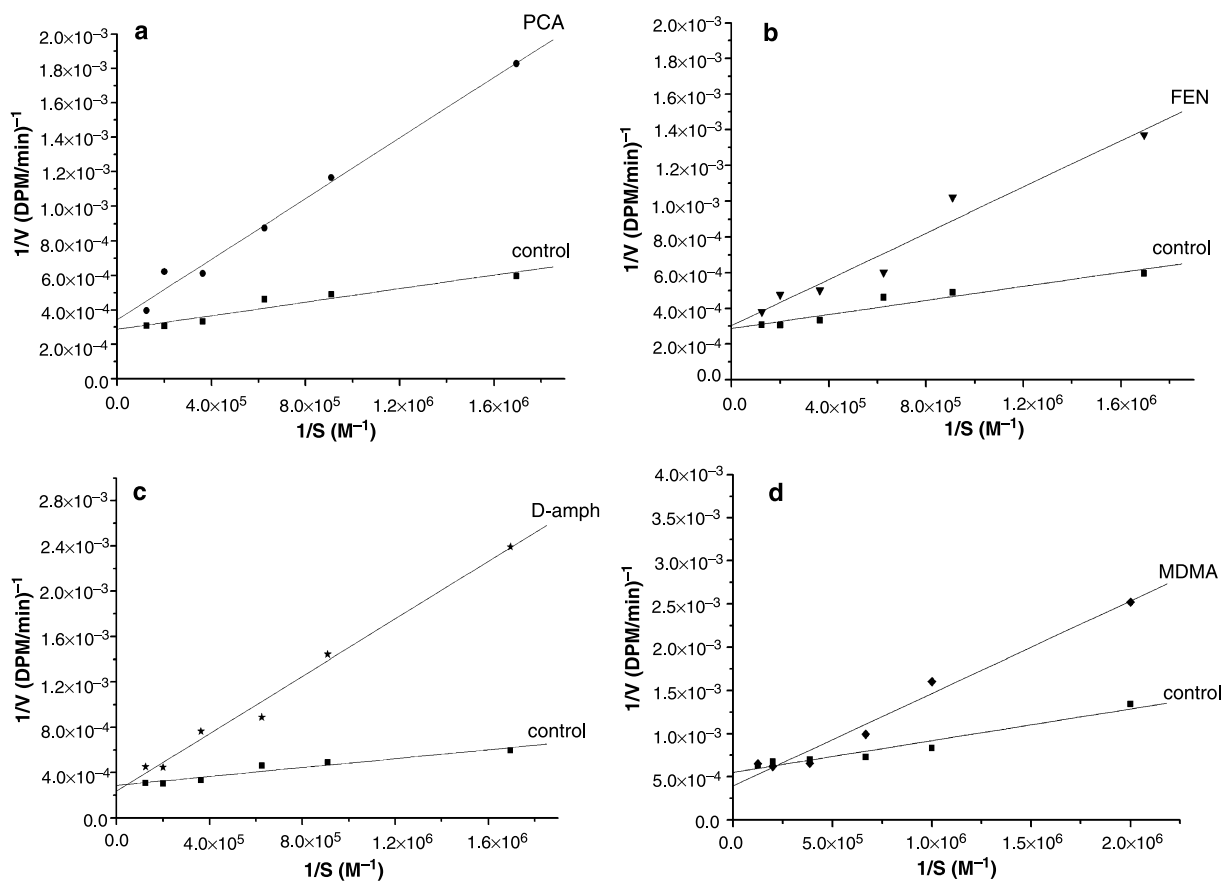 a
PCA
control
2.0×10⁻³
1.8×10⁻³
1.6×10⁻³
1.4×10⁻³
1.2×10⁻³
1.0×10⁻³
8.0×10⁻⁴
6.0×10⁻⁴
4.0×10⁻⁴
2.0×10⁻⁴
0.0
1/V (DPM/min)⁻¹
0.0
4.0×10⁵
8.0×10⁵
1.2×10⁶
1.6×10⁶
1/S (M⁻¹)
b
FEN
control
2.0×10⁻³
1.8×10⁻³
1.6×10⁻³
1.4×10⁻³
1.2×10⁻³
1.0×10⁻³
8.0×10⁻⁴
6.0×10⁻⁴
4.0×10⁻⁴
2.0×10⁻⁴
0.0
1/V (DPM/min)⁻¹
0.0
4.0×10⁵
8.0×10⁵
1.2×10⁶
1.6×10⁶
1/S (M⁻¹)
c
D-amph
control
2.8×10⁻³
2.4×10⁻³
2.0×10⁻³
1.6×10⁻³
1.2×10⁻³
8.0×10⁻⁴
4.0×10⁻⁴
0.0
1/V (DPM/min)⁻¹
0.0
4.0×10⁵
8.0×10⁵
1.2×10⁶
1.6×10⁶
1/S (M⁻¹)
d
MDMA
control
4.0×10⁻³
3.5×10⁻³
3.0×10⁻³
2.5×10⁻³
2.0×10⁻³
1.5×10⁻³
1.0×10⁻³
5.0×10⁻⁴
0.0
1/V (DPM/min)⁻¹
0.0
5.0×10⁵
1.0×10⁶
1.5×10⁶
2.0×10⁶
1/S (M⁻¹)